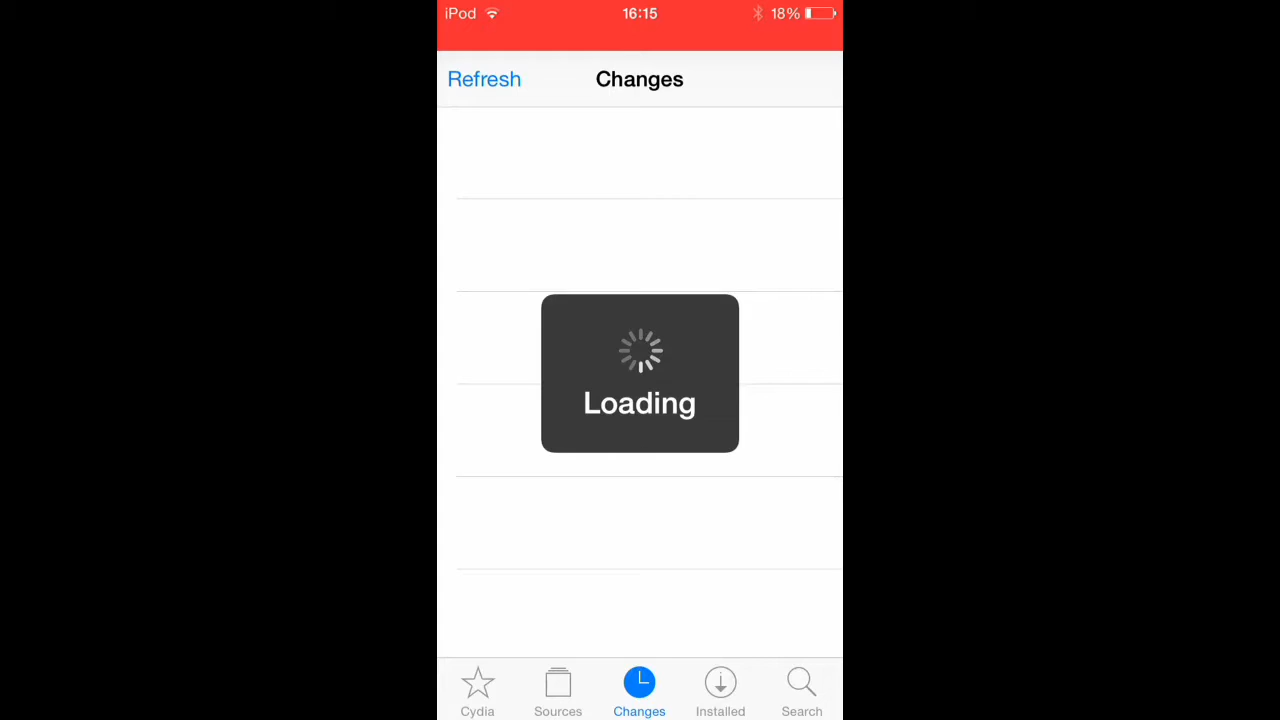 iPod 16:15 18%
Refresh Changes
Loading
Cydia Sources Changes Installed Search